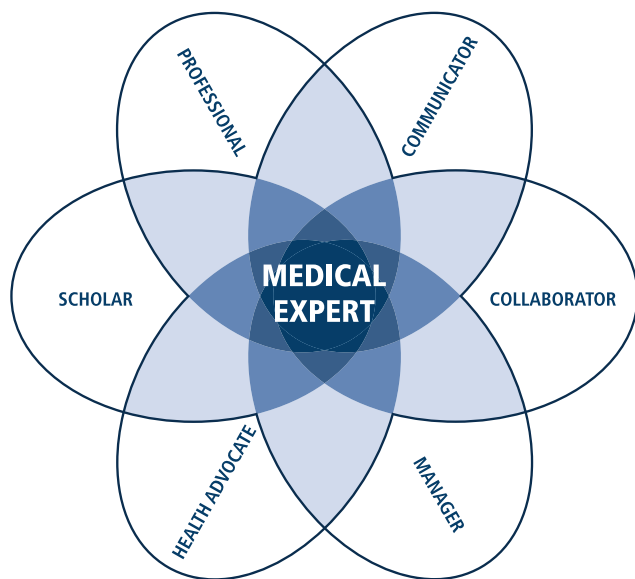 PROFESSIONAL
COMMUNICATOR
SCHOLAR
MEDICAL
EXPERT
COLLABORATOR
HEALTH ADVOCATE
MANAGER